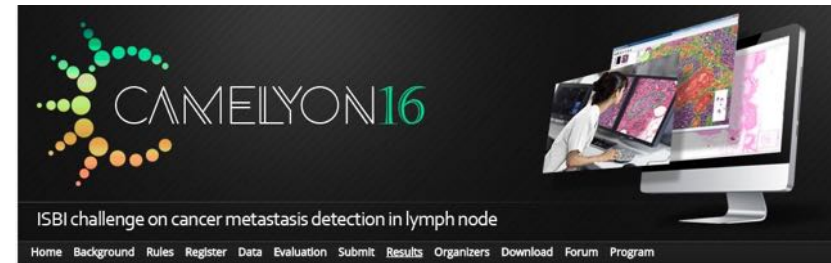 CAMELYON16
ISBI challenge on cancer metastasis detection in lymph node
Home Background Rules Register Data Evaluation Submit Results Organizers Download Forum Program